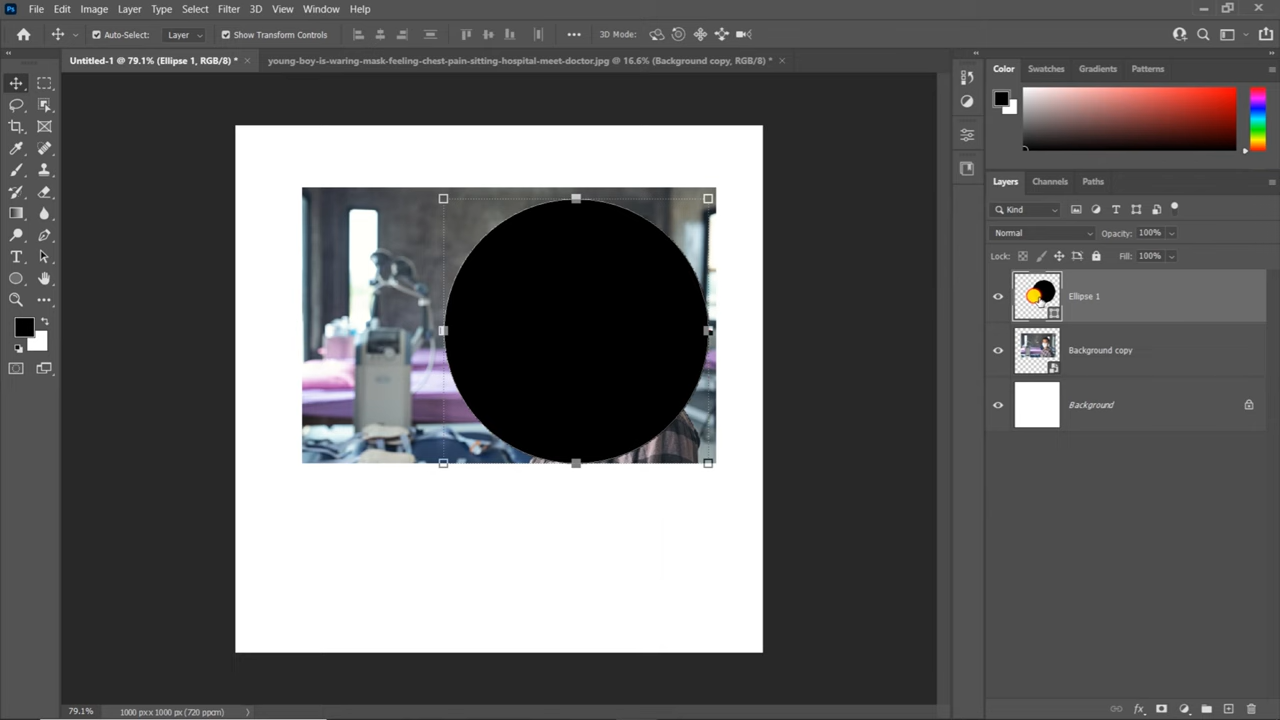 Ps File Edit Image Layer Type Select Filter 3D View Window Help
Auto-Select: Layer Show Transform Controls 3D Mode:
Untitled-1 @ 79.1% (Ellipse 1, RGB/8) * × young-boy-is-waring-mask-feeling-chest-pain-sitting-hospital-meet-doctor.jpg @ 16.6% (Background copy, RGB/8) * ×
Color Swatches Gradients Patterns
Layers Channels Paths
Kind
Normal Opacity: 100%
Lock: Fill: 100%
Ellipse 1
Background copy
Background
79.1% 1000 px x 1000 px (720 ppcm)
fx